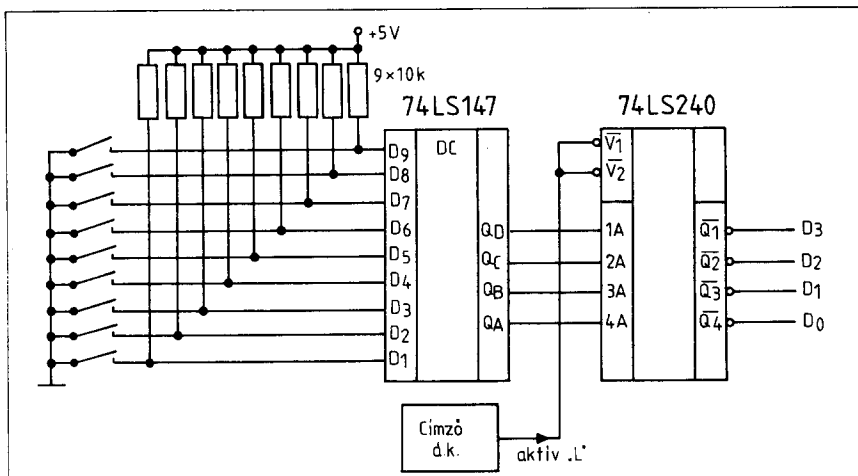 +5V
9×10k
74LS147
74LS240
D9
D8
D7
D6
D5
D4
D3
D2
D1
DC
QD
QC
QB
QA
V1
V2
1A
2A
3A
4A
Q1
Q2
Q3
Q4
D3
D2
D1
D0
Címző
d.k.
aktiv „L"